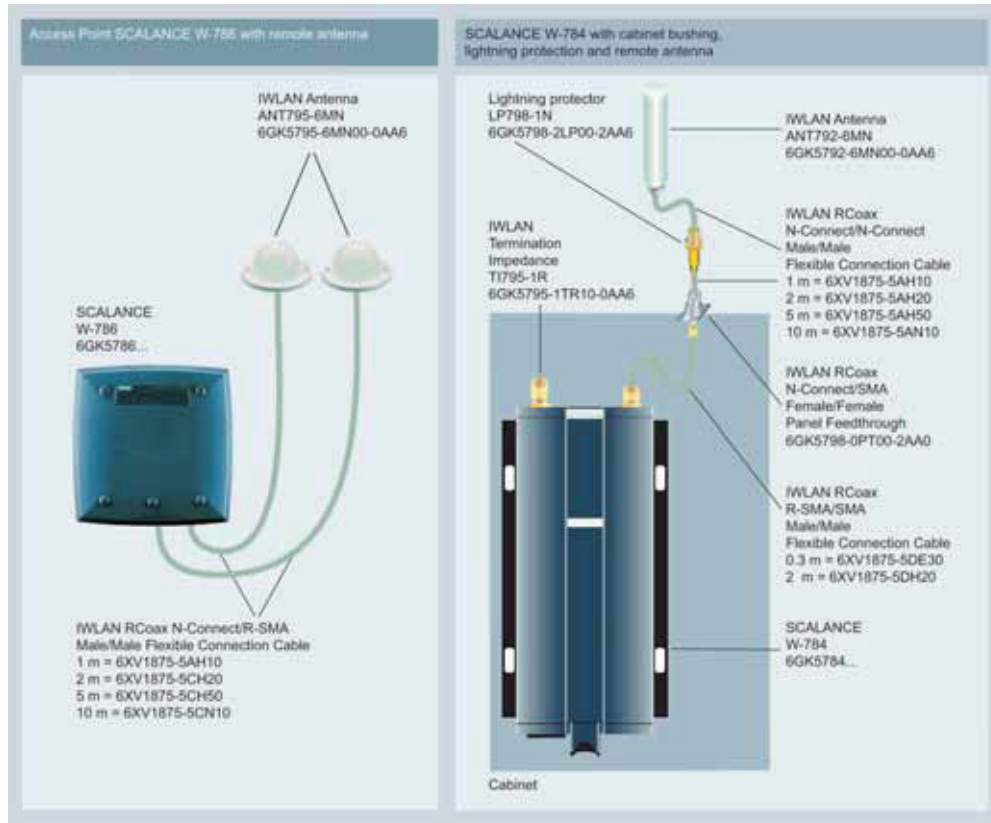 Access Point SCALANCE W-786 with remote antenna
IWLAN Antenna
ANT795-6MN
6GK5795-6MN00-0AA6
SCALANCE
W-786
6GK5786...
IWLAN RCoax N-Connect/R-SMA
Male/Male Flexible Connection Cable
1 m = 6XV1875-5AH10
2 m = 6XV1875-5CH20
5 m = 6XV1875-5CH50
10 m = 6XV1875-5CN10
SCALANCE W-784 with cabinet bushing,
lightning protection and remote antenna
Lightning protector
LP798-1N
6GK5798-2LP00-2AA6
IWLAN
Termination
Impedance
TI795-1R
6GK5795-1TR10-0AA6
IWLAN Antenna
ANT792-6MN
6GK5792-6MN00-0AA6
IWLAN RCoax
N-Connect/N-Connect
Male/Male
Flexible Connection Cable
1 m = 6XV1875-5AH10
2 m = 6XV1875-5AH20
5 m = 6XV1875-5AH50
10 m = 6XV1875-5AN10
IWLAN RCoax
N-Connect/SMA
Female/Female
Panel Feedthrough
6GK5798-0PT00-2AA0
IWLAN RCoax
R-SMA/SMA
Male/Male
Flexible Connection Cable
0.3 m = 6XV1875-5DE30
2 m = 6XV1875-5DH20
SCALANCE
W-784
6GK5784...
Cabinet